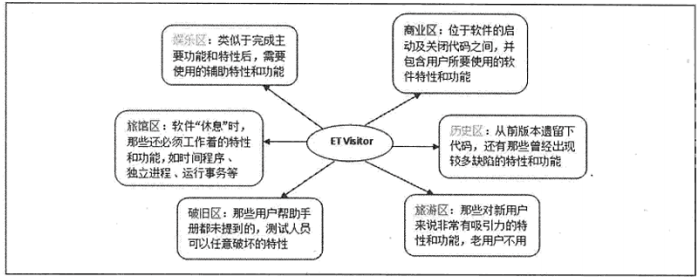 娱乐区：类似于完成主
要功能和特性后，需要
使用的辅助特性和功能
商业区：位于软件的启
动及关闭代码之间，并
包含用户所要使用的软
件特性和功能
旅馆区：软件“休息”时，
那些还必须工作着的特性
和功能，如时间程序、
独立进程、运行事务等
ET Visitor
历史区：从前版本遗留下
代码，还有那些曾经出现
较多缺陷的特性和功能
破旧区：那些用户帮助手
册都未提到的，测试人员
可以任意破坏的特性
旅游区：那些对新用户
来说非常有吸引力的特
性和功能，老用户不用